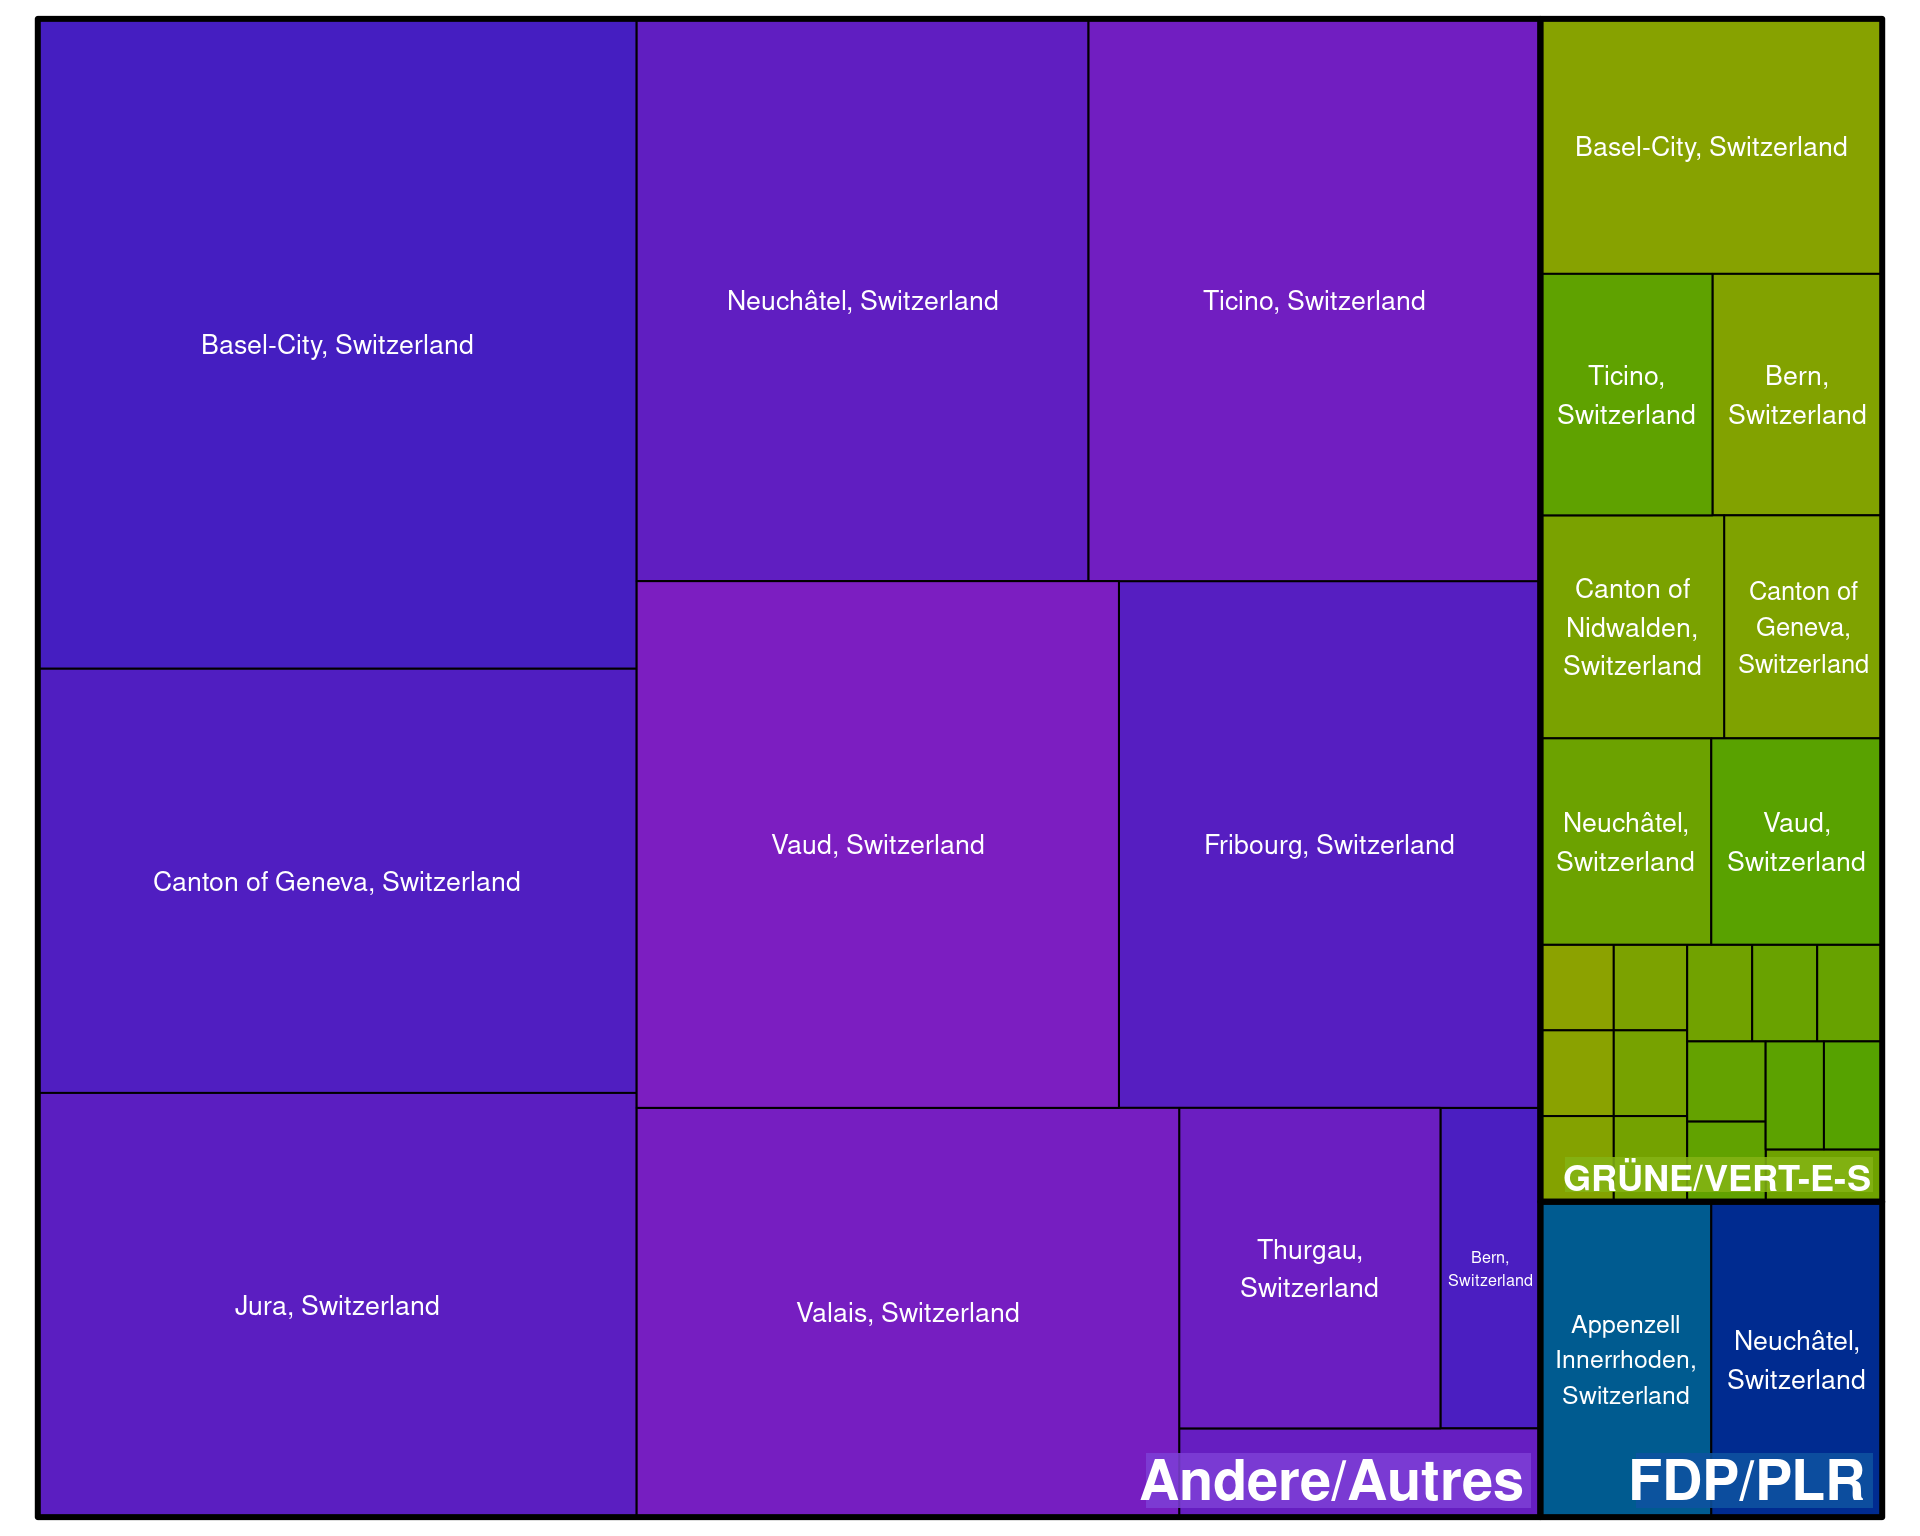 Basel-City, Switzerland
Canton of Geneva, Switzerland
Jura, Switzerland
Neuchâtel, Switzerland
Ticino, Switzerland
Vaud, Switzerland
Fribourg, Switzerland
Valais, Switzerland
Thurgau,
Switzerland
Bern,
Switzerland
Andere/Autres
Basel-City, Switzerland
Ticino,
Switzerland
Bern,
Switzerland
Canton of
Nidwalden,
Switzerland
Canton of
Geneva,
Switzerland
Neuchâtel,
Switzerland
Vaud,
Switzerland
GRÜNE/VERT-E-S
Appenzell
Innerrhoden,
Switzerland
Neuchâtel,
Switzerland
FDP/PLR